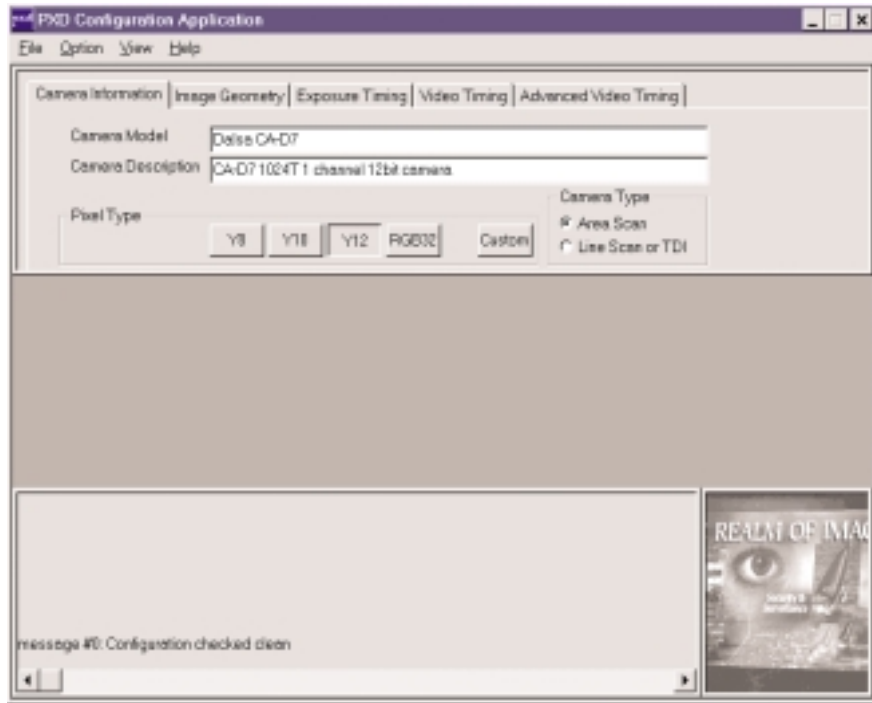 pxd PXD Configuration Application
File Option View Help
Camera Information Image Geometry Exposure Timing Video Timing Advanced Video Timing
Camera Model Dalsa CA-D7
Camera Description CA-D7 1024T 1 channel 12bit camera
Camera Type
Pixel Type
Area Scan
Y8 Y10 Y12 RGB32 Custom
Line Scan or TDI
REALM OF IMAG
message #0: Configuration checked clean